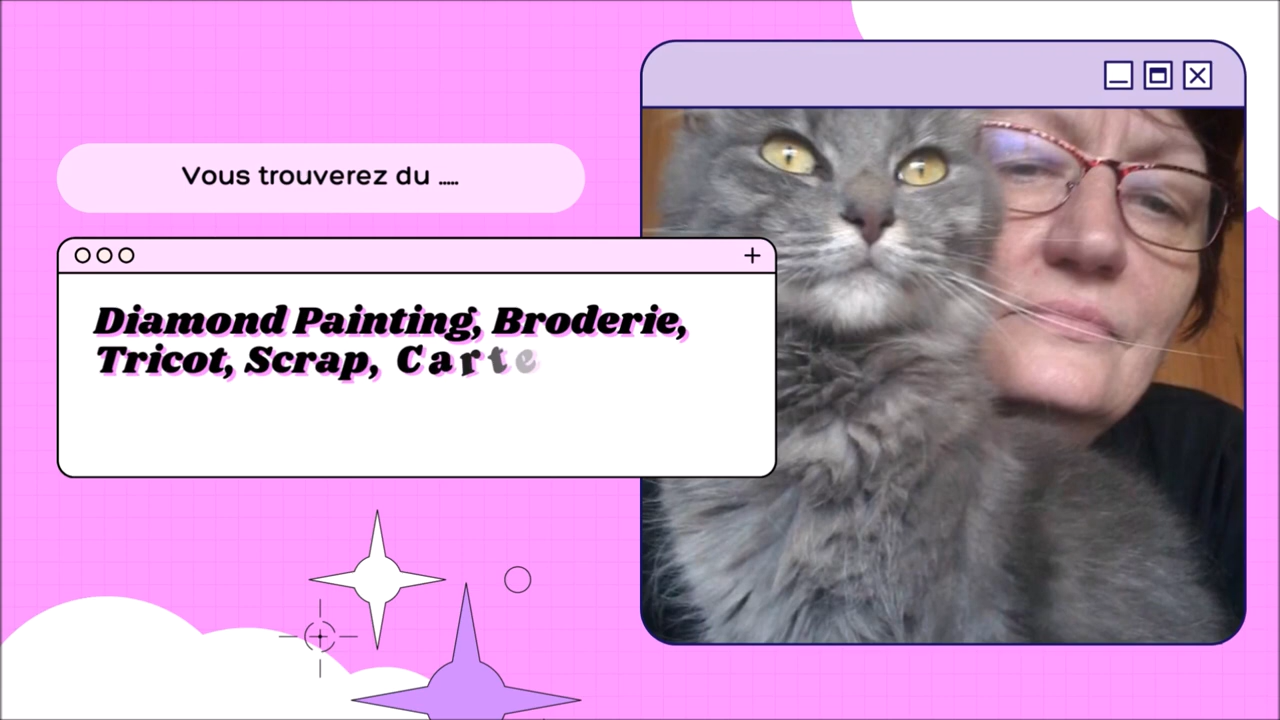 Vous trouverez du .....
Diamond Painting, Broderie,
Tricot, Scrap, Carte